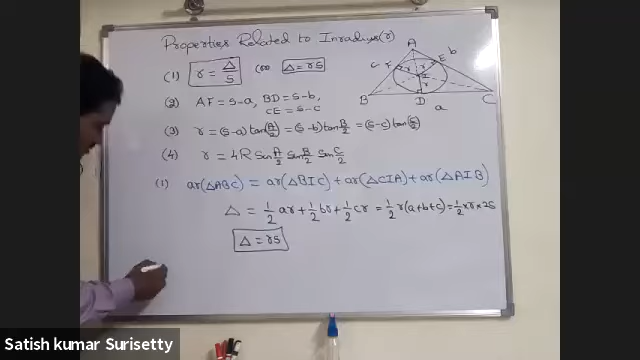 Properties Related to Inradius(r)
(1) r = Δ/s (or) Δ = rs
(2) AF = s-a, BD = s-b,
CE = s-c
(3) r = (s-a)tan(A/2) = (s-b)tan B/2 = (s-c)tan(C/2)
(4) r = 4R Sin A/2 Sin B/2 Sin C/2
A
F
E
c
b
r
r
I
r
B
D
C
a
(1) ar(ΔABC) = ar(ΔBIC) + ar(ΔCIA) + ar(ΔAIB)
Δ = 1/2 ar + 1/2 br + 1/2 cr = 1/2 r(a+b+c) = 1/2 × r × 2s
Δ = rs
Satish kumar Surisetty